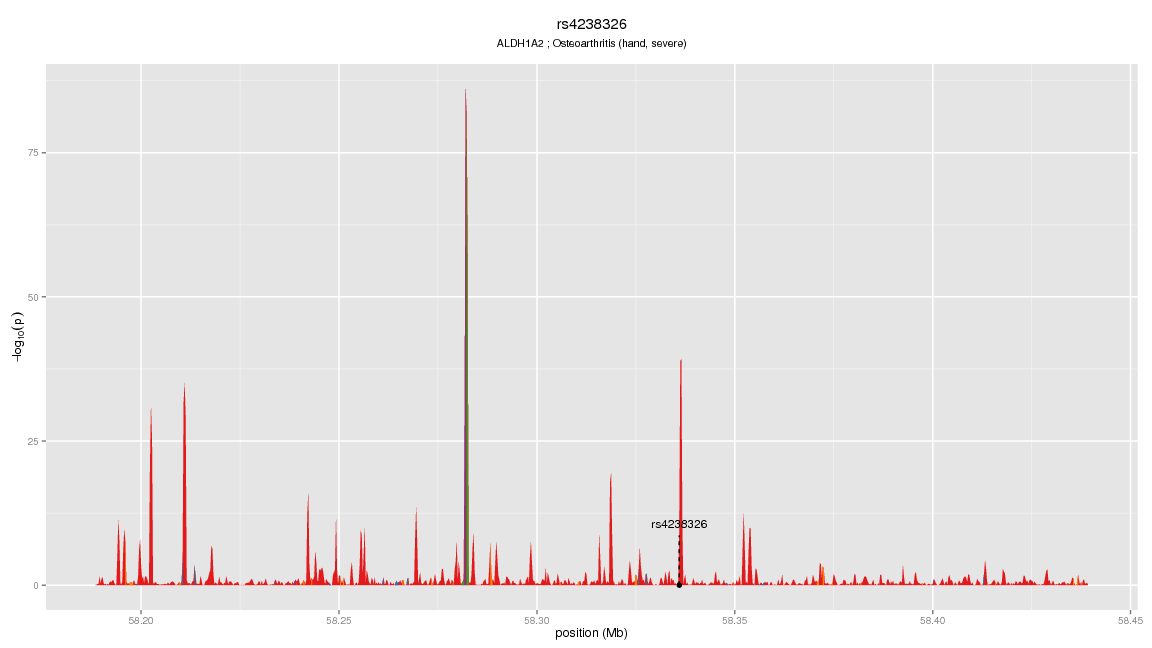 rs4238326
ALDH1A2 ; Osteoarthritis (hand, severe)
75
50
25
0
−log10(p)
rs4238326
58.20 58.25 58.30 58.35 58.40 58.45
position (Mb)